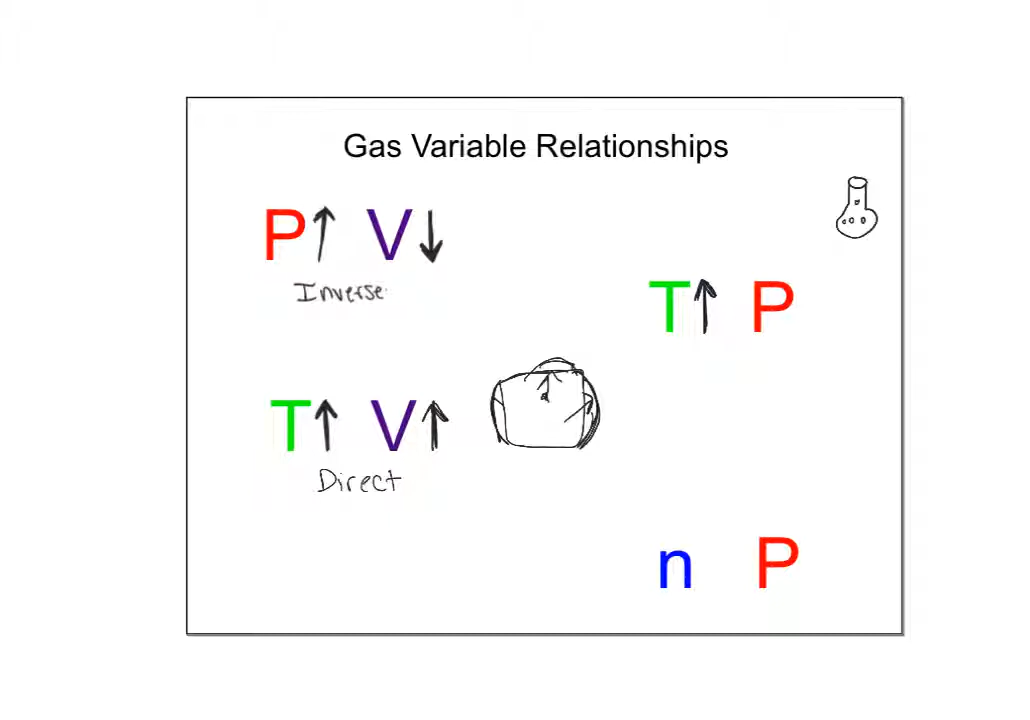 Gas Variable Relationships
P↑ V↓
Inverse
T↑ P
T↑ V↑
Direct
n P